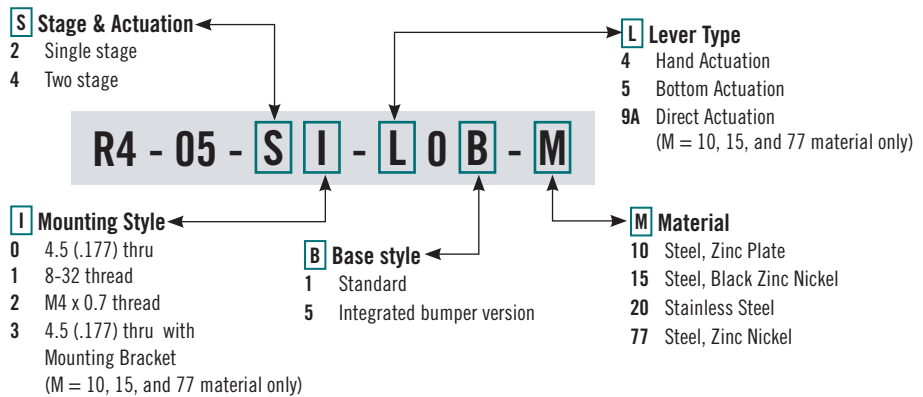 S Stage & Actuation
2 Single stage
4 Two stage
L Lever Type
4 Hand Actuation
5 Bottom Actuation
9A Direct Actuation
(M = 10, 15, and 77 material only)
R4 - 05 - S I - L 0 B - M
I Mounting Style
0 4.5 (.177) thru
1 8-32 thread
2 M4 x 0.7 thread
3 4.5 (.177) thru with
Mounting Bracket
(M = 10, 15, and 77 material only)
B Base style
1 Standard
5 Integrated bumper version
M Material
10 Steel, Zinc Plate
15 Steel, Black Zinc Nickel
20 Stainless Steel
77 Steel, Zinc Nickel